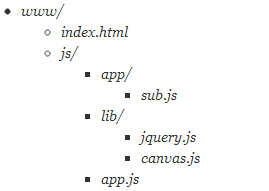 www/
index.html
js/
app/
sub.js
lib/
jquery.js
canvas.js
app.js